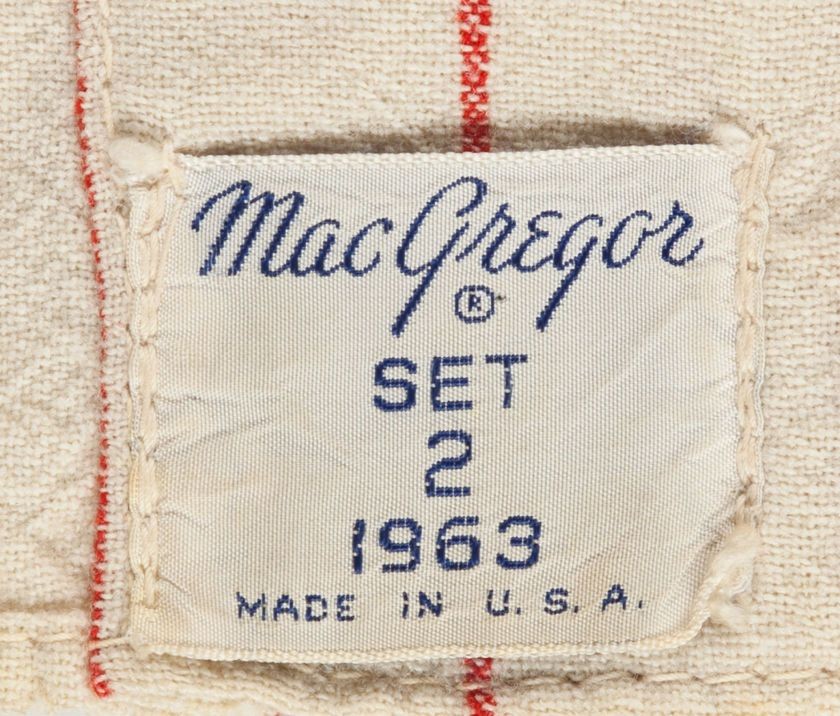 MacGregor
®
SET
2
1963
MADE IN U.S.A.